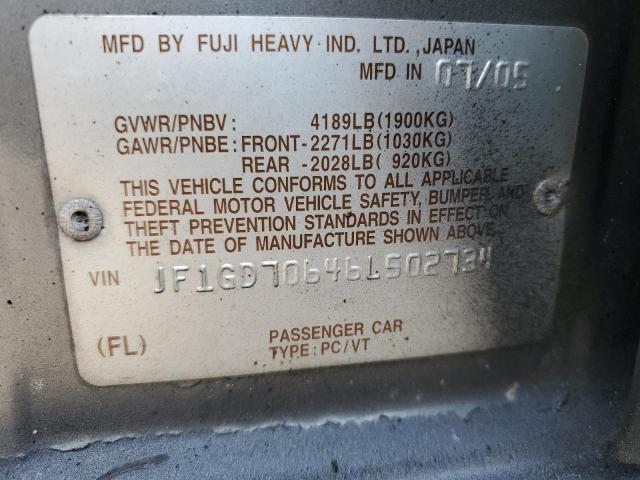 MFD BY FUJI HEAVY IND. LTD., JAPAN
MFD IN 07/05
GVWR/PNBV: 4189LB(1900KG)
GAWR/PNBE: FRONT-2271LB(1030KG)
REAR -2028LB( 920KG)
THIS VEHICLE CONFORMS TO ALL APPLICABLE
FEDERAL MOTOR VEHICLE SAFETY, BUMPER, AND
THEFT PREVENTION STANDARDS IN EFFECT ON
THE DATE OF MANUFACTURE SHOWN ABOVE.
VIN JF1GD70646L502734
(FL) PASSENGER CAR
TYPE: PC/VT